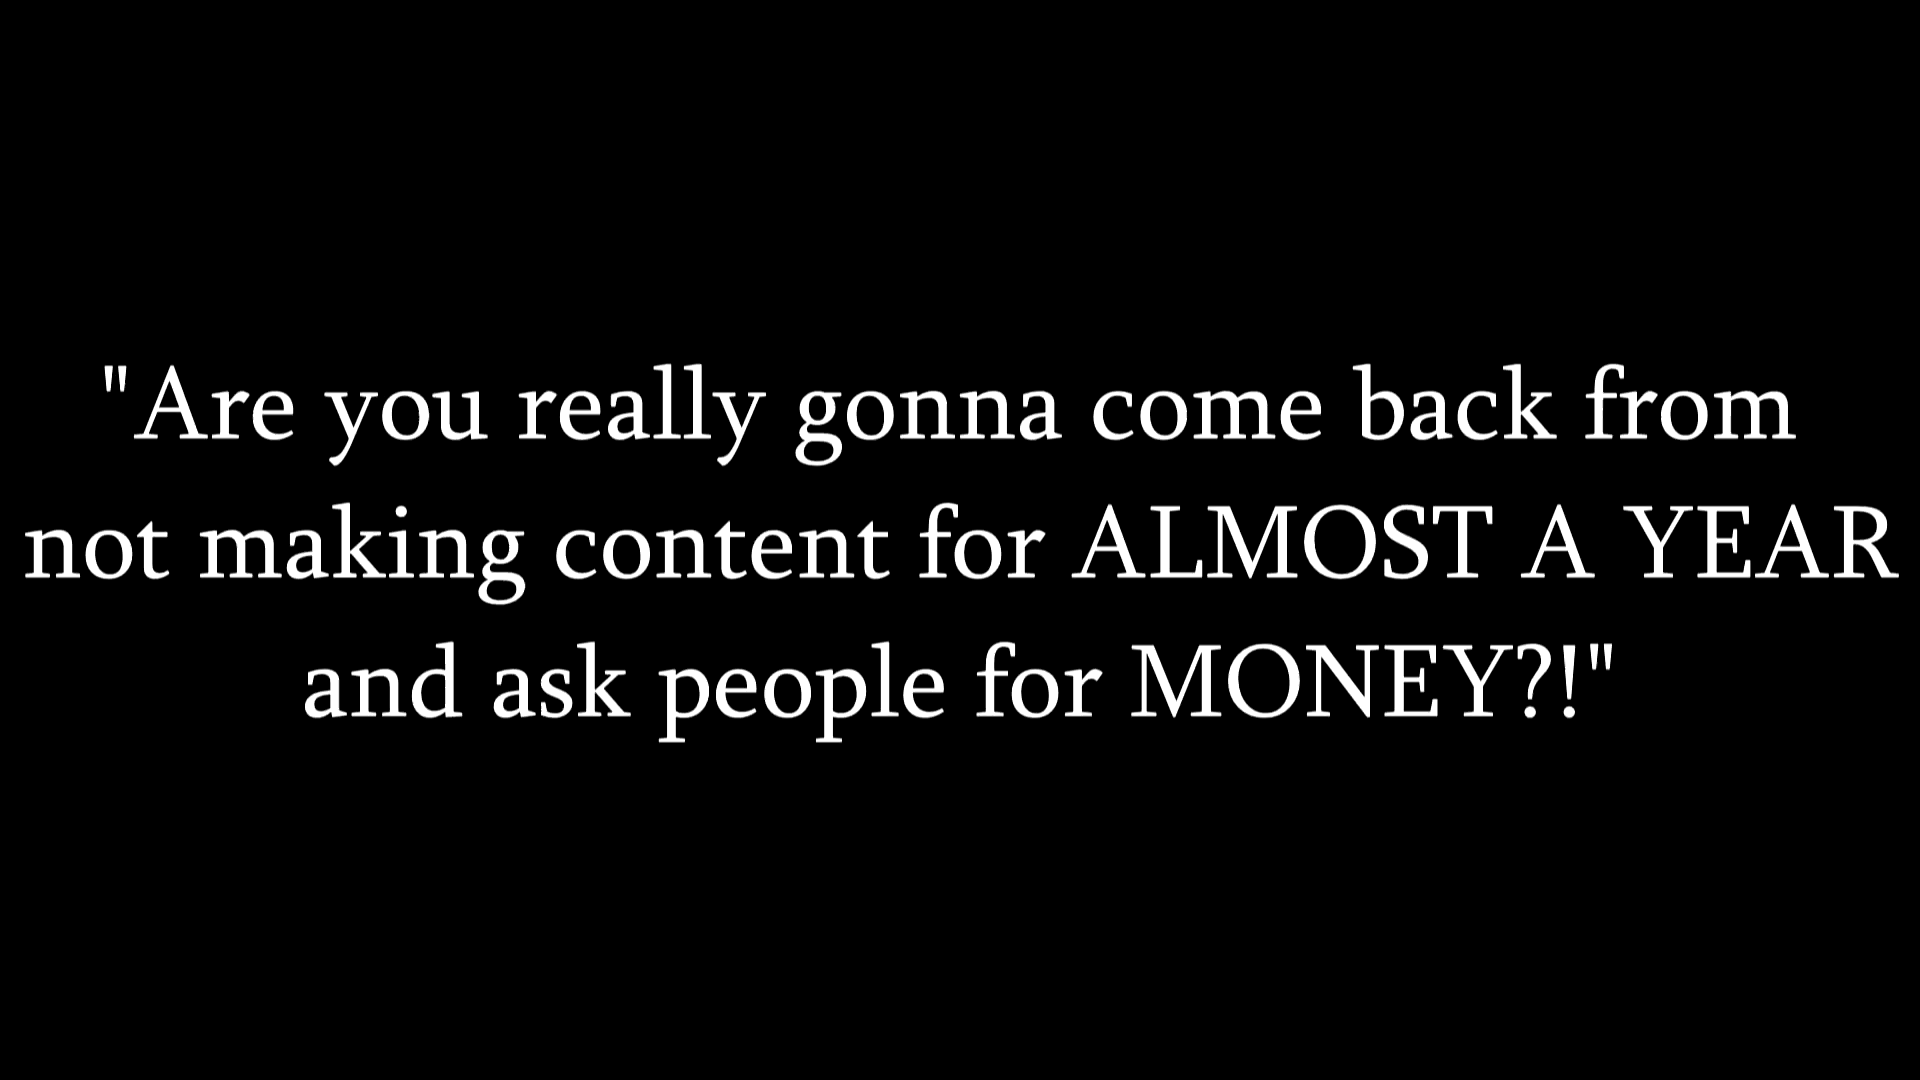 "Are you really gonna come back from
not making content for ALMOST A YEAR
and ask people for MONEY?!"